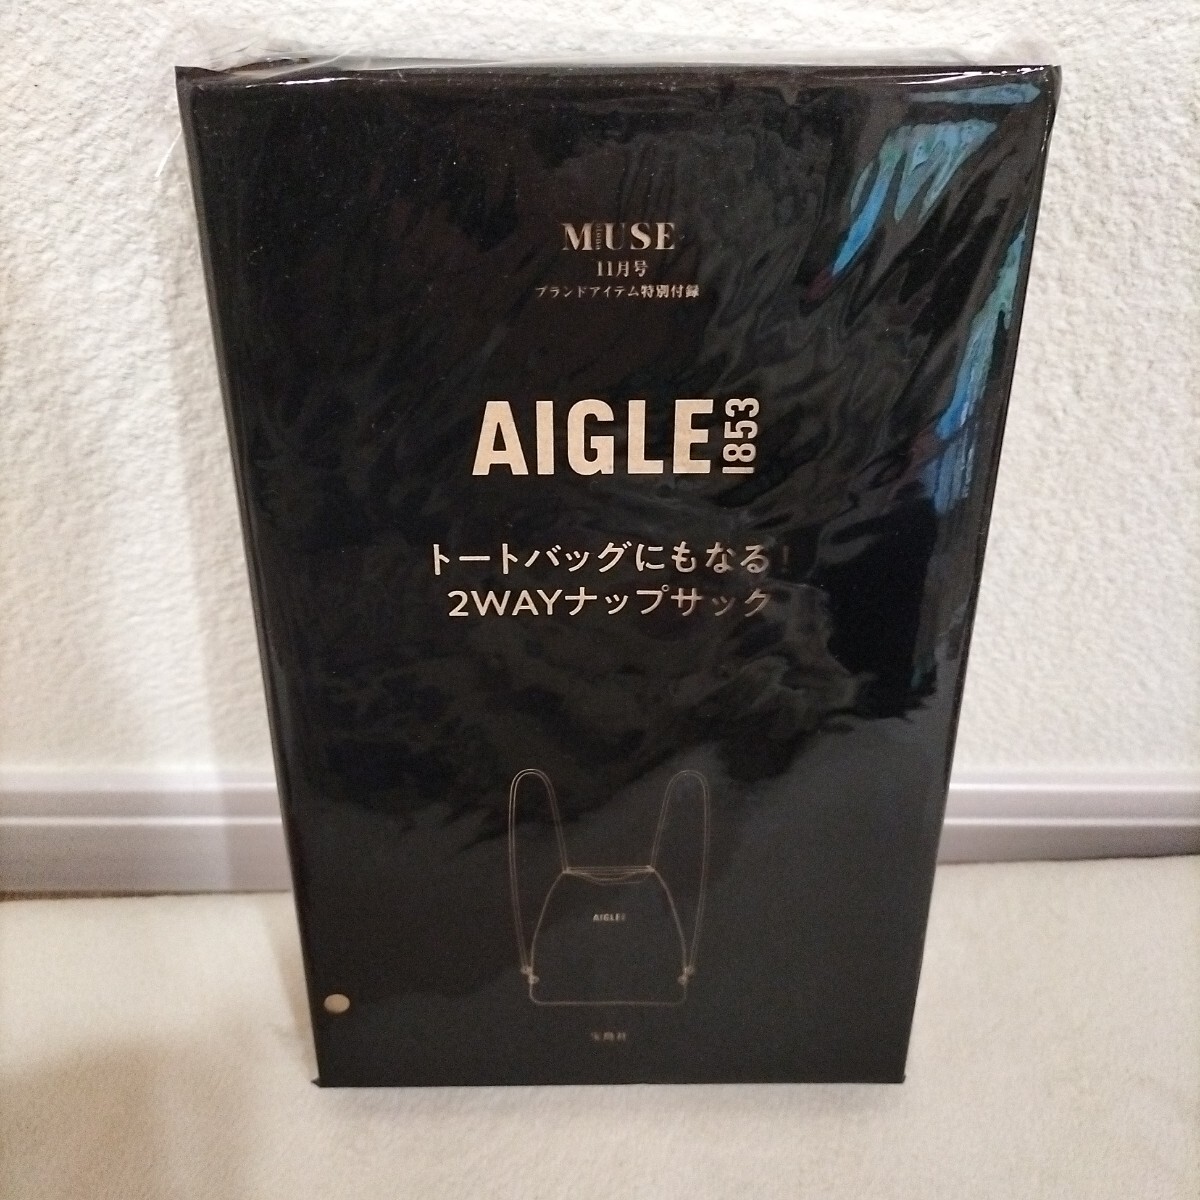 MUSE
11月号
ブランドアイテム特別付録
AIGLE 1853
トートバッグにもなる！
2WAYナップサック
AIGLE
宝島社